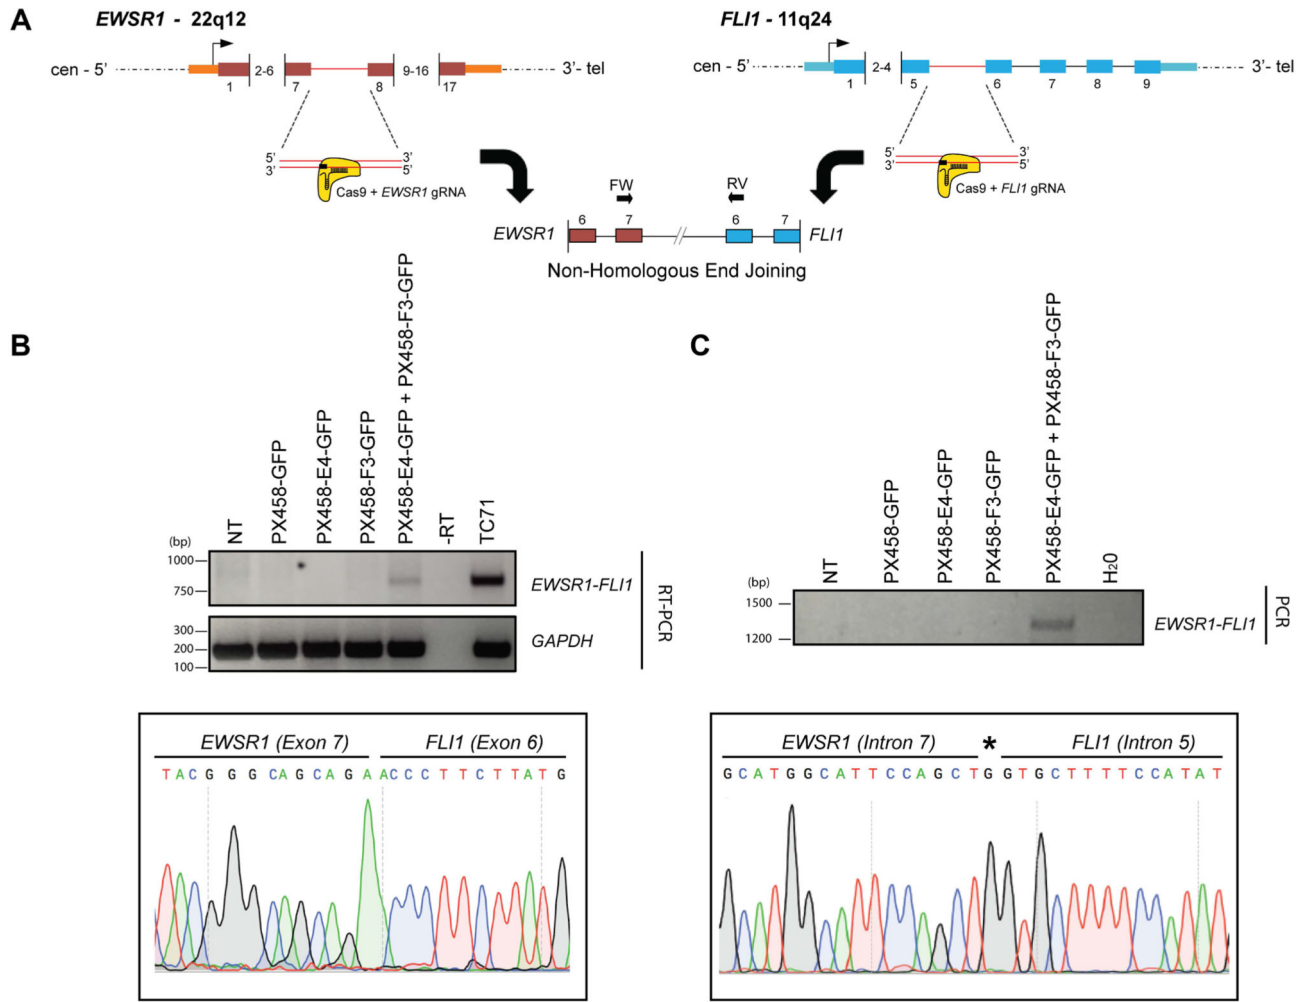 A
EWSR1 - 22q12
FLI1 - 11q24
cen - 5'
1
2-6
7
8
9-16
17
3'- tel
cen - 5'
1
2-4
5
6
7
8
9
3'- tel
5'
3'
3'
5'
Cas9 + EWSR1 gRNA
5'
3'
3'
5'
Cas9 + FLI1 gRNA
FW
RV
EWSR1
6
7
6
7
FLI1
Non-Homologous End Joining
B
NT
PX458-GFP
PX458-E4-GFP
PX458-F3-GFP
PX458-E4-GFP + PX458-F3-GFP
-RT
TC71
(bp)
1000
750
EWSR1-FLI1
300
200
100
GAPDH
RT-PCR
EWSR1 (Exon 7)
FLI1 (Exon 6)
T A C G G G C A G C A G A A C C C T T C T T A T G
C
NT
PX458-GFP
PX458-E4-GFP
PX458-F3-GFP
PX458-E4-GFP + PX458-F3-GFP
H20
(bp)
1500
1200
EWSR1-FLI1
PCR
EWSR1 (Intron 7)
*
FLI1 (Intron 5)
G C A T G G C A T T C C A G C T G G T G C T T T T C C A T A T